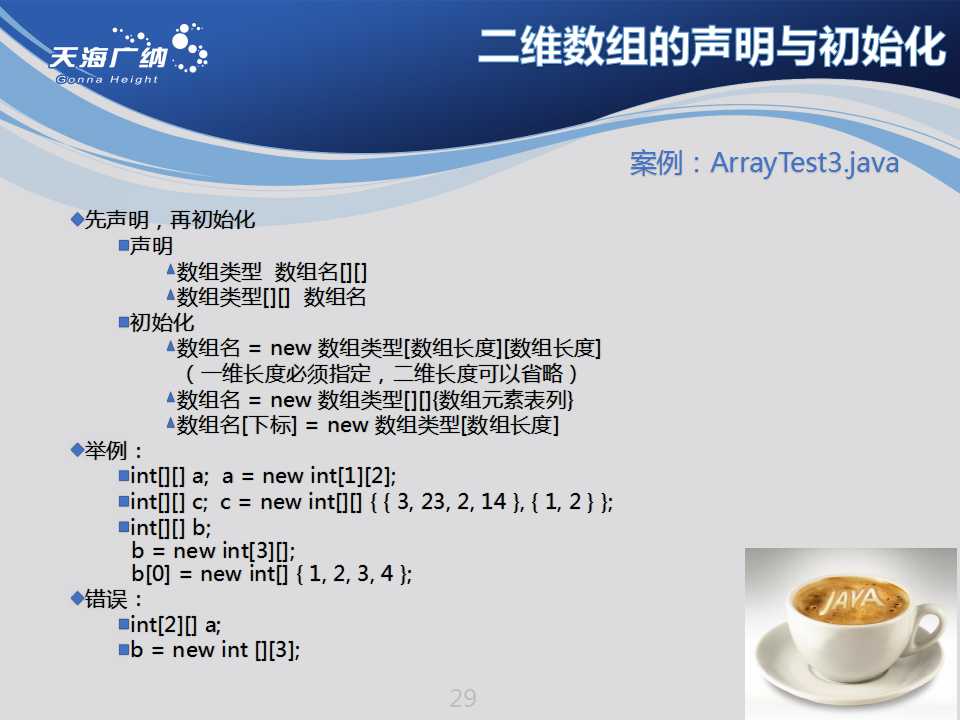 天海广纳
Gonna Height
二维数组的声明与初始化
案例：ArrayTest3.java
先声明，再初始化
声明
数组类型 数组名[][]
数组类型[][] 数组名
初始化
数组名 = new 数组类型[数组长度][数组长度]
（一维长度必须指定，二维长度可以省略）
数组名 = new 数组类型[][]{数组元素表列}
数组名[下标] = new 数组类型[数组长度]
举例：
int[][] a; a = new int[1][2];
int[][] c; c = new int[][] { { 3, 23, 2, 14 }, { 1, 2 } };
int[][] b;
b = new int[3][];
b[0] = new int[] { 1, 2, 3, 4 };
错误：
int[2][] a;
b = new int [][3];
JAVA
29